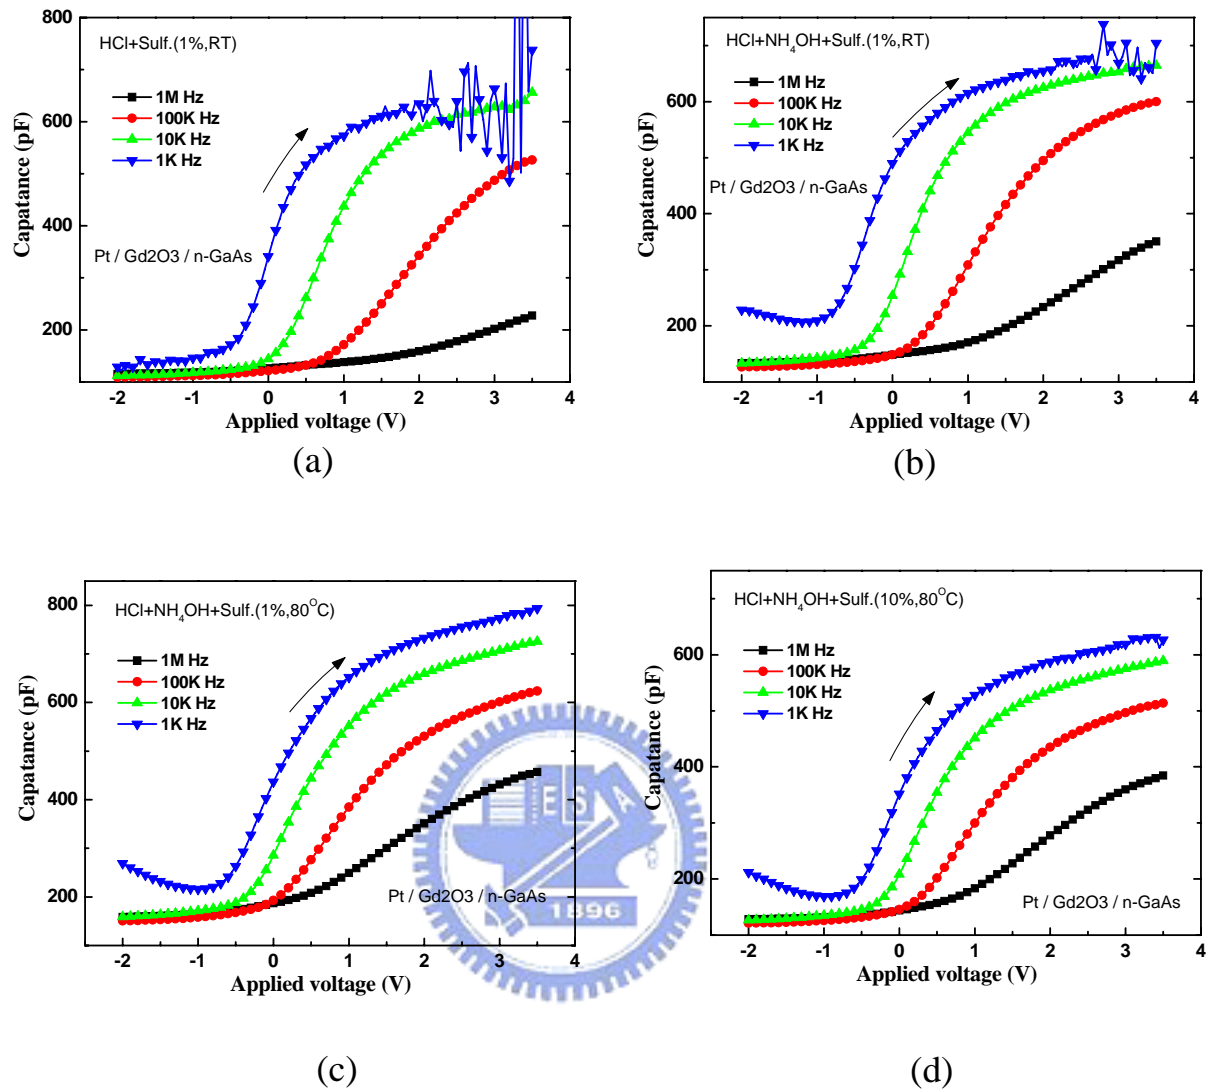 800
600
400
200
-2 -1 0 1 2 3 4
Capatance (pF)
Applied voltage (V)
HCl+Sulf.(1%,RT)
1M Hz
100K Hz
10K Hz
1K Hz
Pt / Gd2O3 / n-GaAs
(a)
600
400
200
-2 -1 0 1 2 3 4
Capatance (pF)
Applied voltage (V)
HCl+NH4OH+Sulf.(1%,RT)
1M Hz
100K Hz
10K Hz
1K Hz
Pt / Gd2O3 / n-GaAs
(b)
800
600
400
200
-2 -1 0 1 2 3 4
Capatance (pF)
Applied voltage (V)
HCl+NH4OH+Sulf.(1%,80OC)
1M Hz
100K Hz
10K Hz
1K Hz
Pt / Gd2O3 / n-GaAs
(c)
600
400
200
-2 -1 0 1 2 3 4
Capatance (pF)
Applied voltage (V)
HCl+NH4OH+Sulf.(10%,80OC)
1M Hz
100K Hz
10K Hz
1K Hz
Pt / Gd2O3 / n-GaAs
(d)
E S A
1896